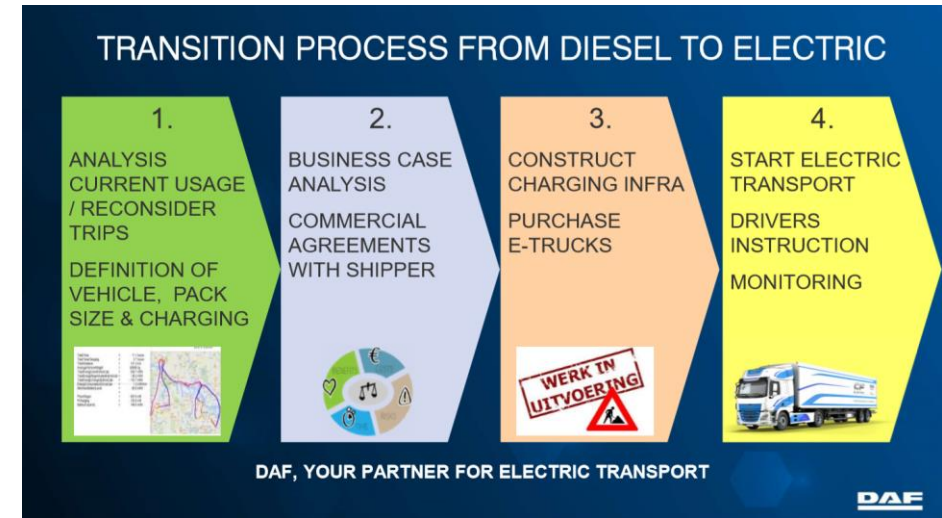 TRANSITION PROCESS FROM DIESEL TO ELECTRIC
1.
ANALYSIS
CURRENT USAGE
/ RECONSIDER
TRIPS
DEFINITION OF
VEHICLE, PACK
SIZE & CHARGING
2.
BUSINESS CASE
ANALYSIS
COMMERCIAL
AGREEMENTS
WITH SHIPPER
3.
CONSTRUCT
CHARGING INFRA
PURCHASE
E-TRUCKS
WERK IN
UITVOERING
4.
START ELECTRIC
TRANSPORT
DRIVERS
INSTRUCTION
MONITORING
DAF, YOUR PARTNER FOR ELECTRIC TRANSPORT
DAF